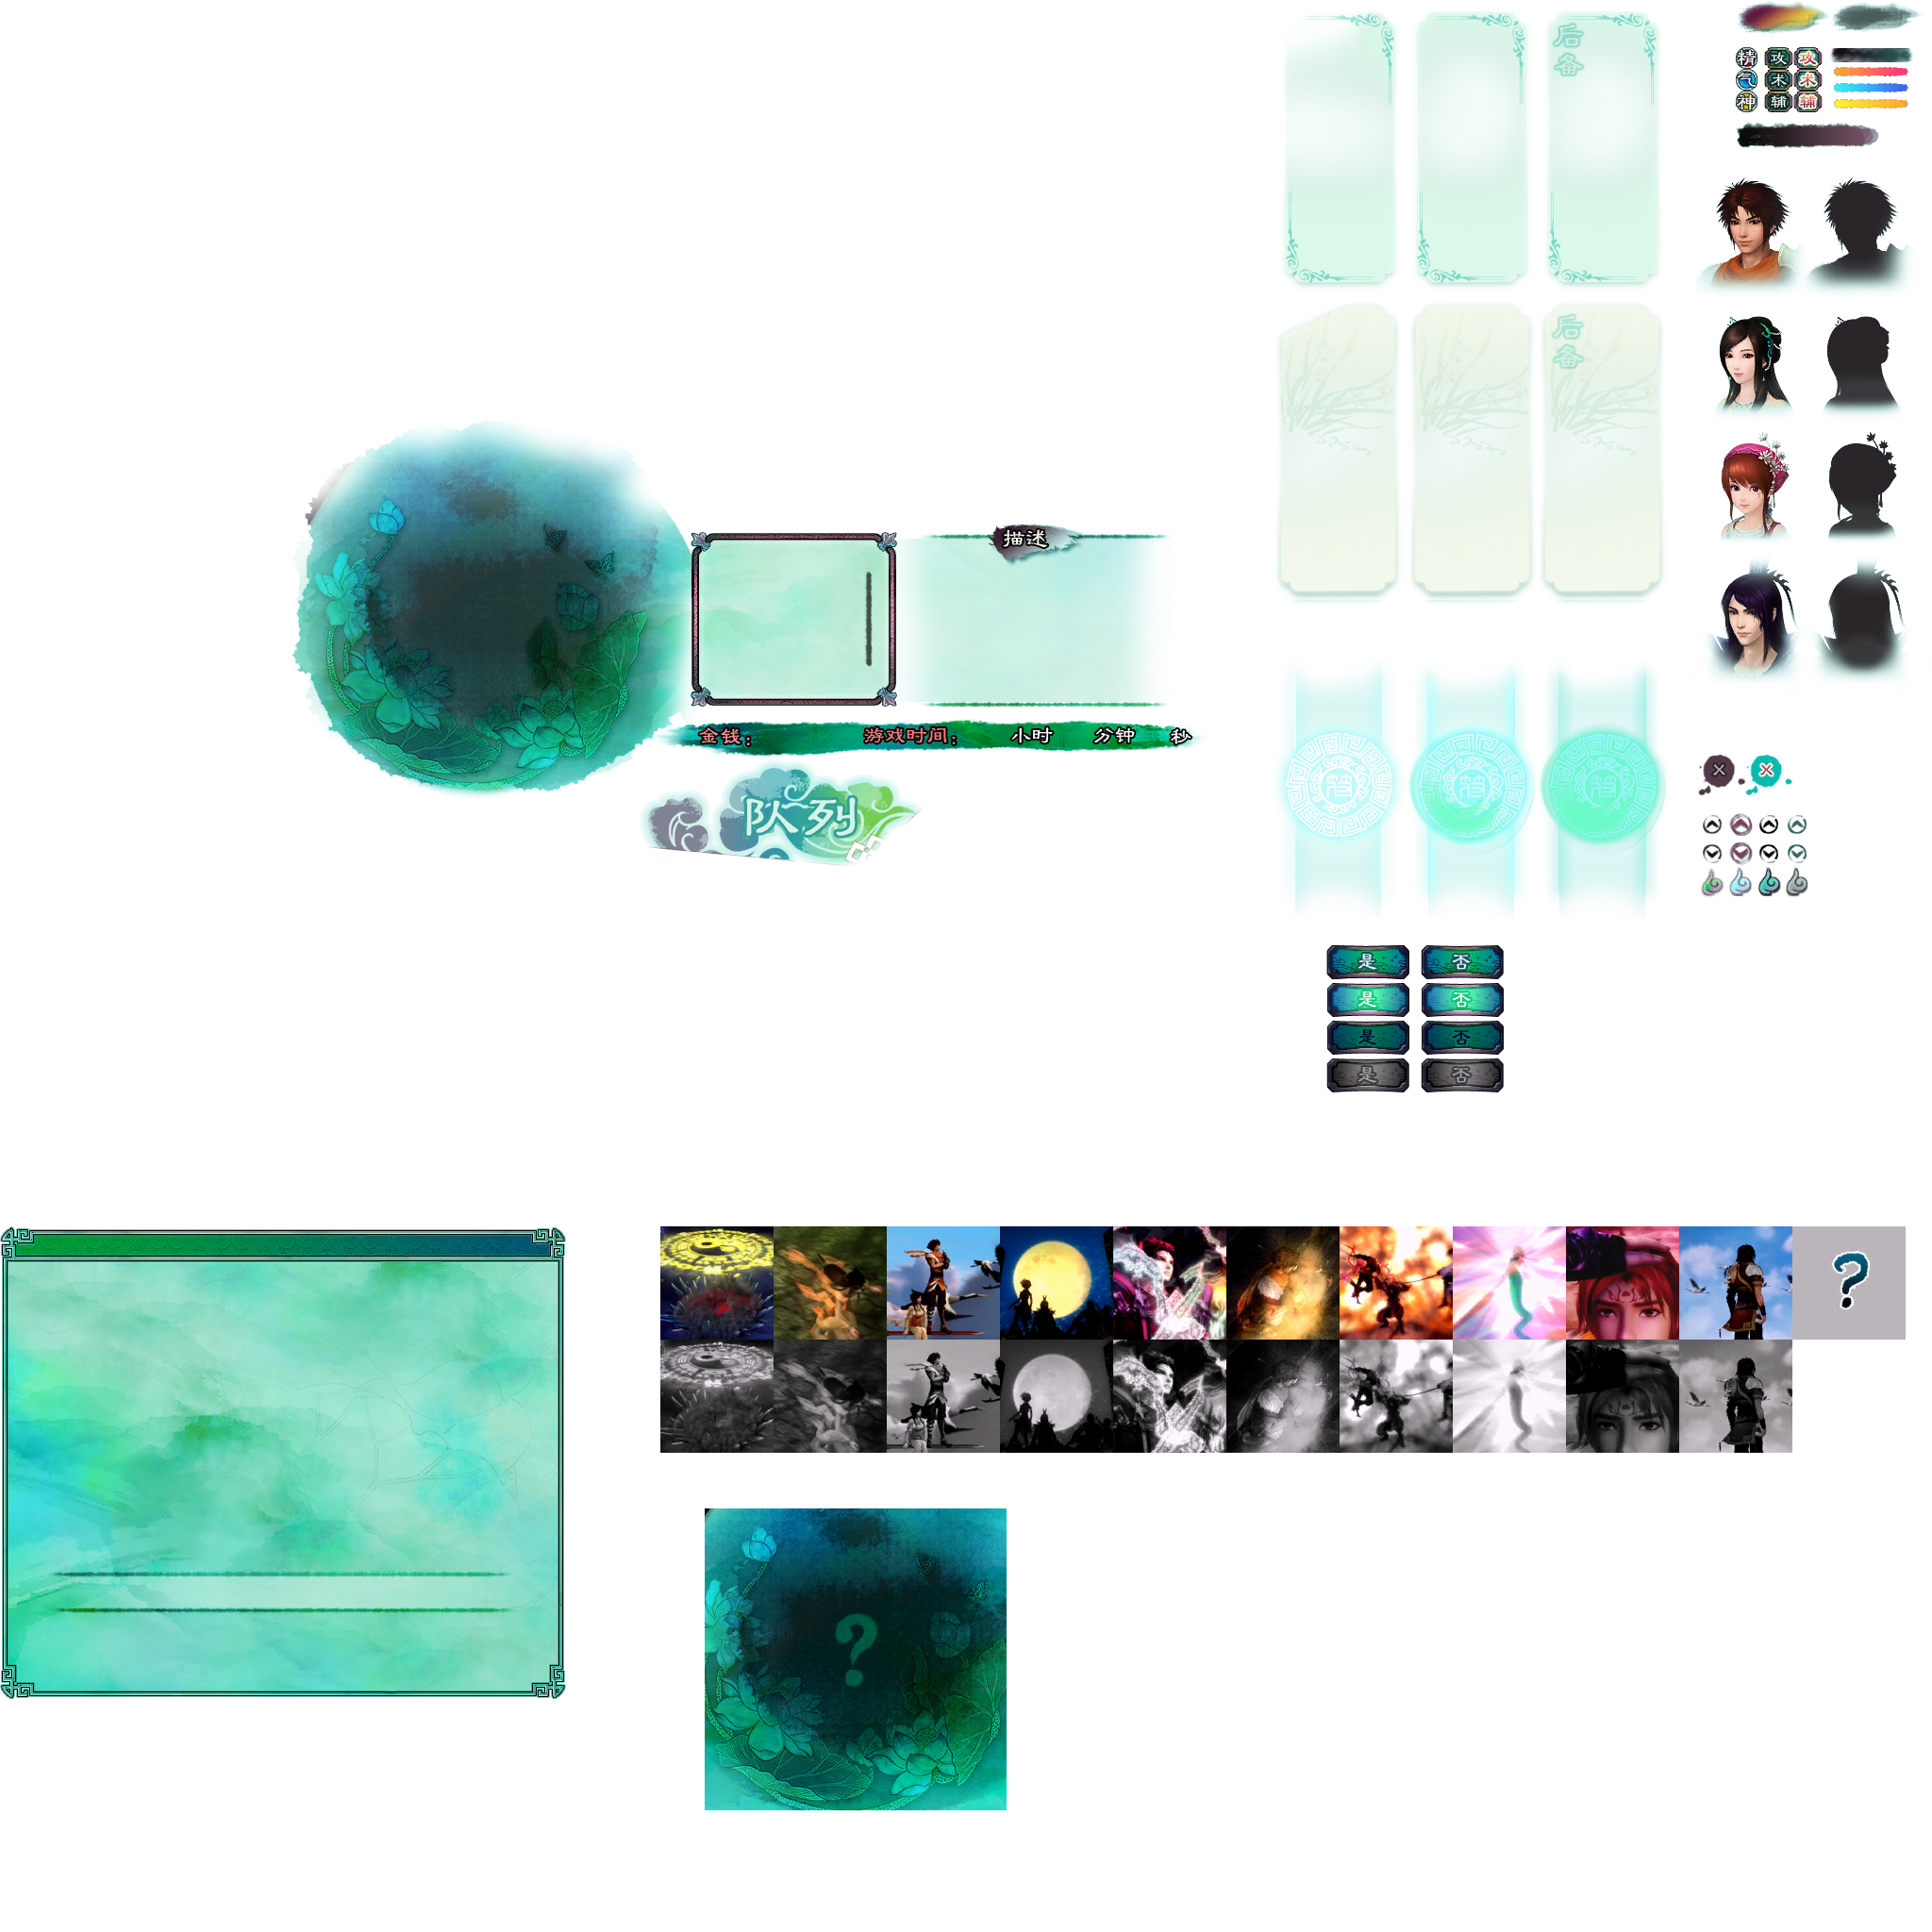 后
备
精 攻 攻
气 术 术
神 辅 辅
后
备
描述
金钱: 游戏时间: 小时 分钟 秒
队列
是 否
是 否
是 否
是 否
?
?